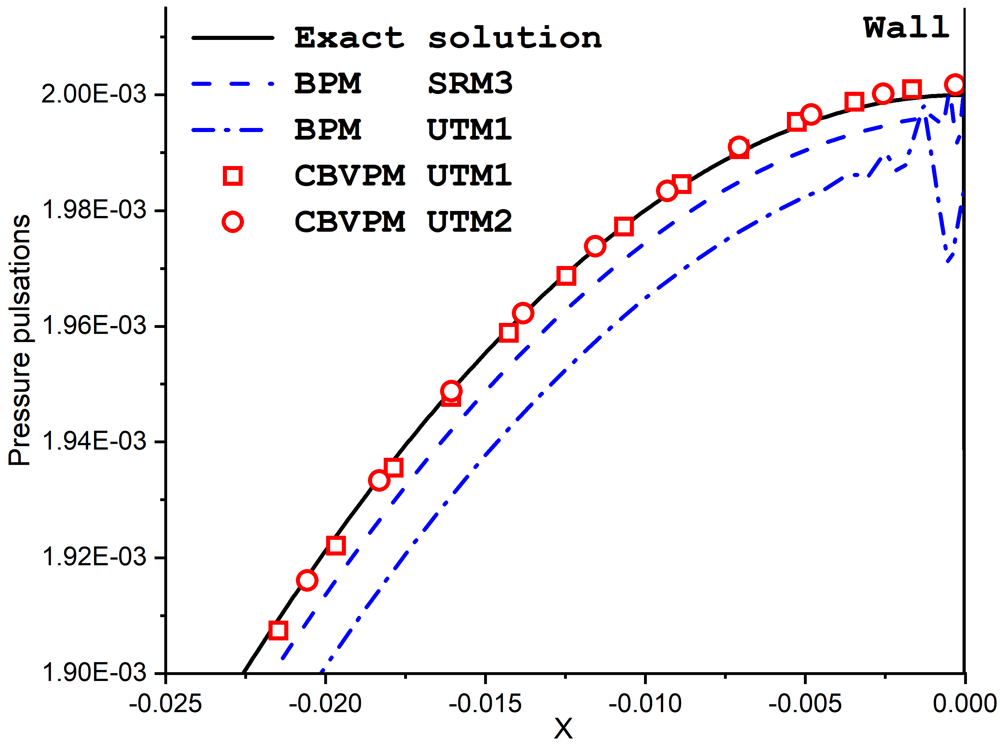 Wall
Exact solution
BPM SRM3
BPM UTM1
CBVPM UTM1
CBVPM UTM2
Pressure pulsations
2.00E-03
1.98E-03
1.96E-03
1.94E-03
1.92E-03
1.90E-03
-0.025 -0.020 -0.015 -0.010 -0.005 0.000
X